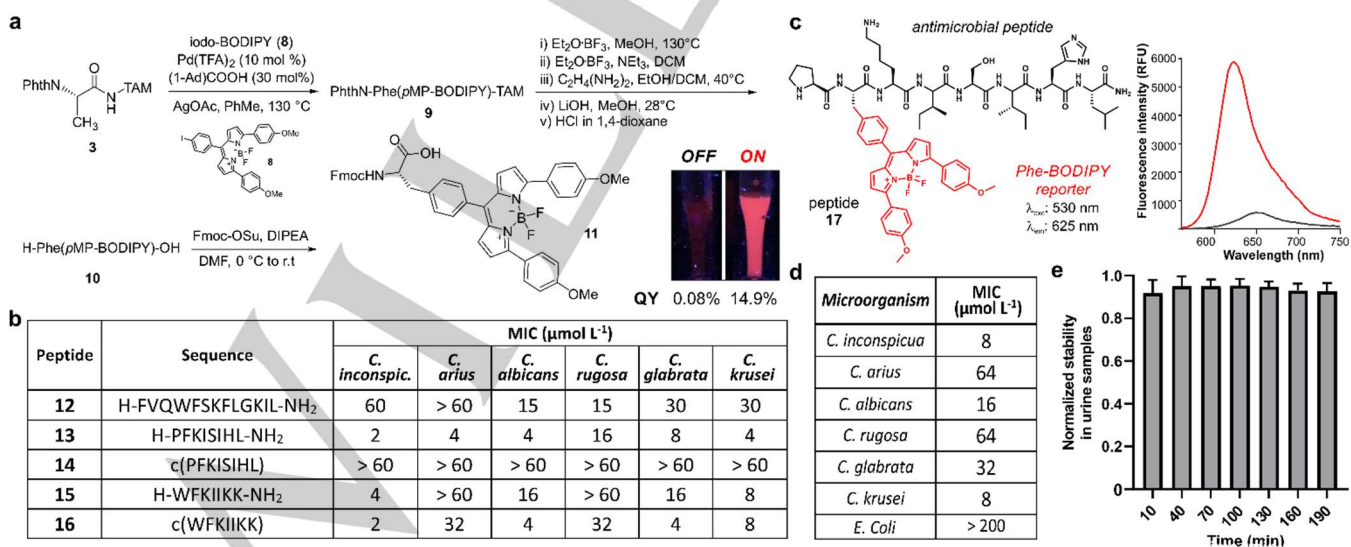 a
iodo-BODIPY (8)
Pd(TFA)₂ (10 mol %)
(1-Ad)COOH (30 mol%)
AgOAc, PhMe, 130 °C
PhthN
O
N
H
TAM
CH₃
3
I
N
B
F
F
N
OMe
OMe
8
PhthN-Phe(pMP-BODIPY)-TAM
9
i) Et₂O·BF₃, MeOH, 130°C
ii) Et₂O·BF₃, NEt₃, DCM
iii) C₂H₄(NH₂)₂, EtOH/DCM, 40°C
iv) LiOH, MeOH, 28°C
v) HCl in 1,4-dioxane
H-Phe(pMP-BODIPY)-OH
10
Fmoc-OSu, DIPEA
DMF, 0 °C to r.t
O
OH
FmocHN
N
B
F
F
N
OMe
OMe
11
OFF ON
QY 0.08% 14.9%
b
Peptide Sequence MIC (µmol L⁻¹)
C. inconspic. C. arius C. albicans C. rugosa C. glabrata C. krusei
12 H-FVQWFSKFLGKIL-NH₂ 60 > 60 15 15 30 30
13 H-PFKISIHL-NH₂ 2 4 4 16 8 4
14 c(PFKISIHL) > 60 > 60 > 60 > 60 > 60 > 60
15 H-WFKIIKK-NH₂ 4 > 60 16 > 60 16 8
16 c(WFKIIKK) 2 32 4 32 4 8
c
antimicrobial peptide
peptide
17
Phe-BODIPY
reporter
λexc: 530 nm
λem: 625 nm
Fluorescence intensity (RFU)
6000
5000
4000
3000
2000
1000
600 650 700 750
Wavelength (nm)
d
Microorganism MIC (µmol L⁻¹)
C. inconspicua 8
C. arius 64
C. albicans 16
C. rugosa 64
C. glabrata 32
C. krusei 8
E. Coli > 200
e
Normalized stability
in urine samples
1.0
0.8
0.6
0.4
0.2
0
10 40 70 100 130 160 190
Time (min)